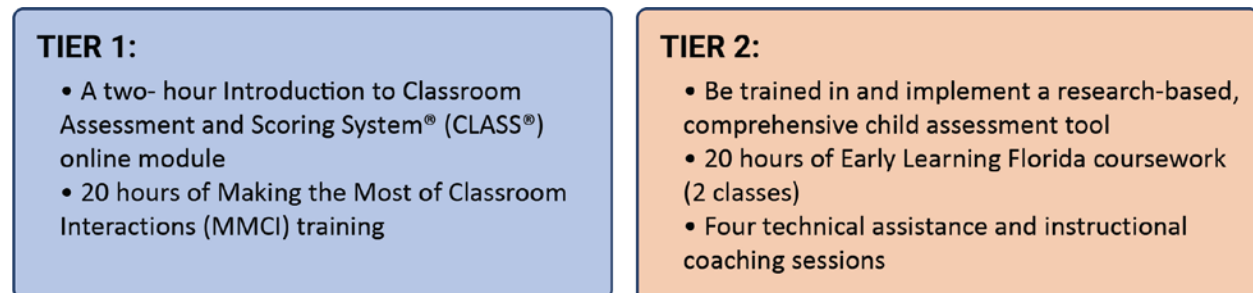 TIER 1:
• A two- hour Introduction to Classroom
Assessment and Scoring System® (CLASS®)
online module
• 20 hours of Making the Most of Classroom
Interactions (MMCI) training
TIER 2:
• Be trained in and implement a research-based,
comprehensive child assessment tool
• 20 hours of Early Learning Florida coursework
(2 classes)
• Four technical assistance and instructional
coaching sessions